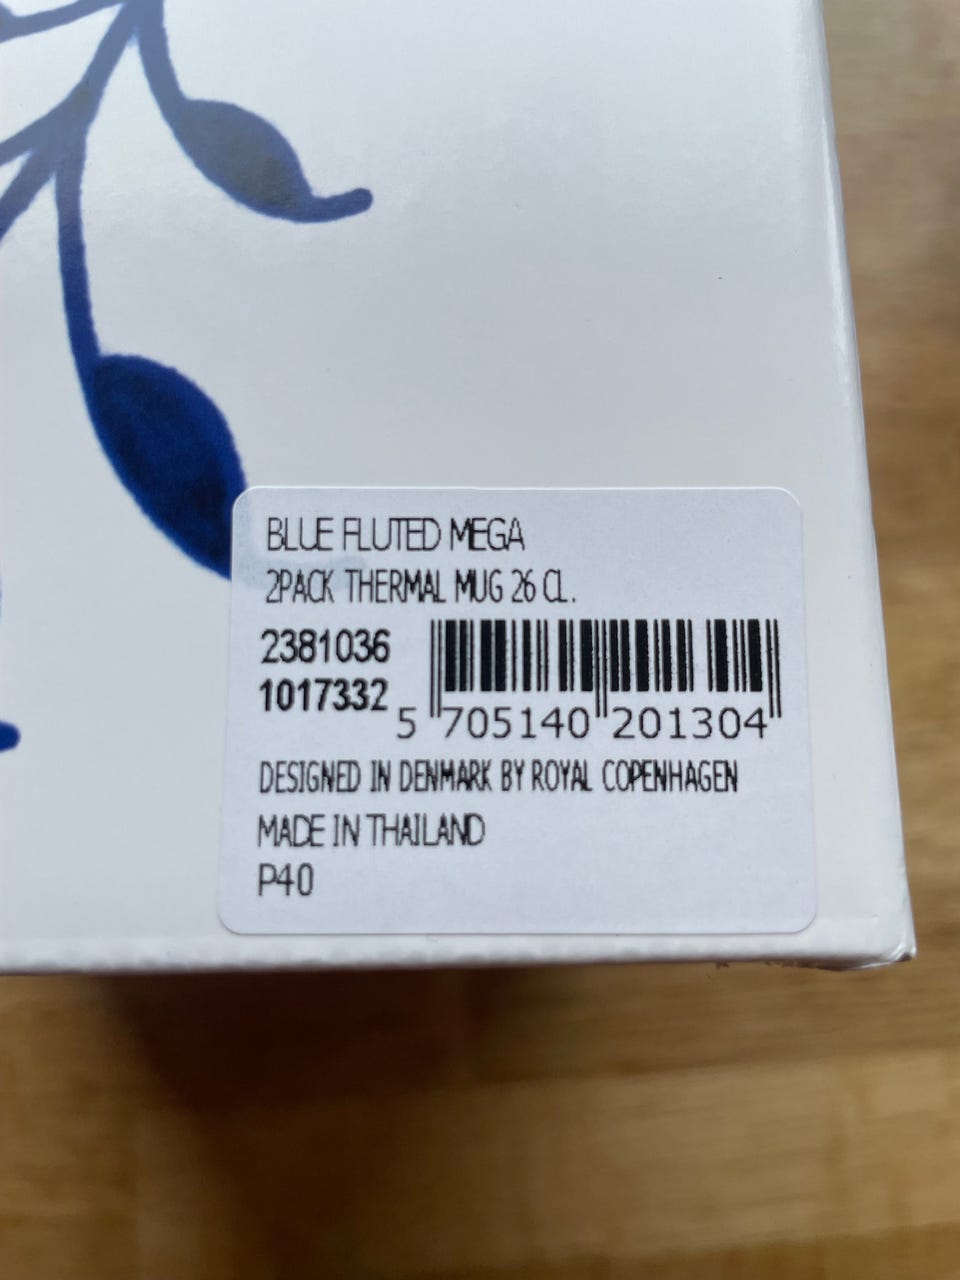 BLUE FLUTED MEGA
2PACK THERMAL MUG 26 CL.
2381036
1017332
5 705140 201304
DESIGNED IN DENMARK BY ROYAL COPENHAGEN
MADE IN THAILAND
P40